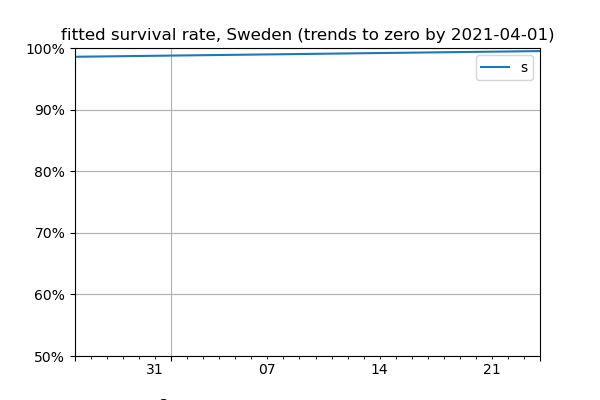 fitted survival rate, Sweden (trends to zero by 2021-04-01)
100%
s
90%
80%
70%
60%
50%
31 07 14 21